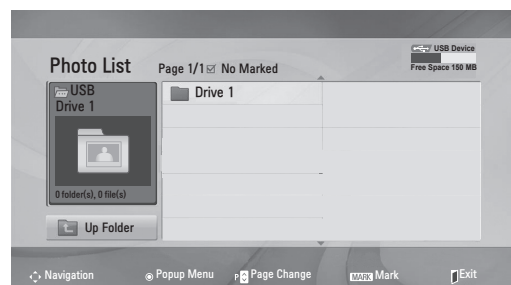 USB Device
Photo List Page 1/1 No Marked
Free Space 150 MB
USB
Drive 1
Drive 1
0 folder(s), 0 file(s)
Up Folder
Navigation Popup Menu P Page Change MARK Mark Exit